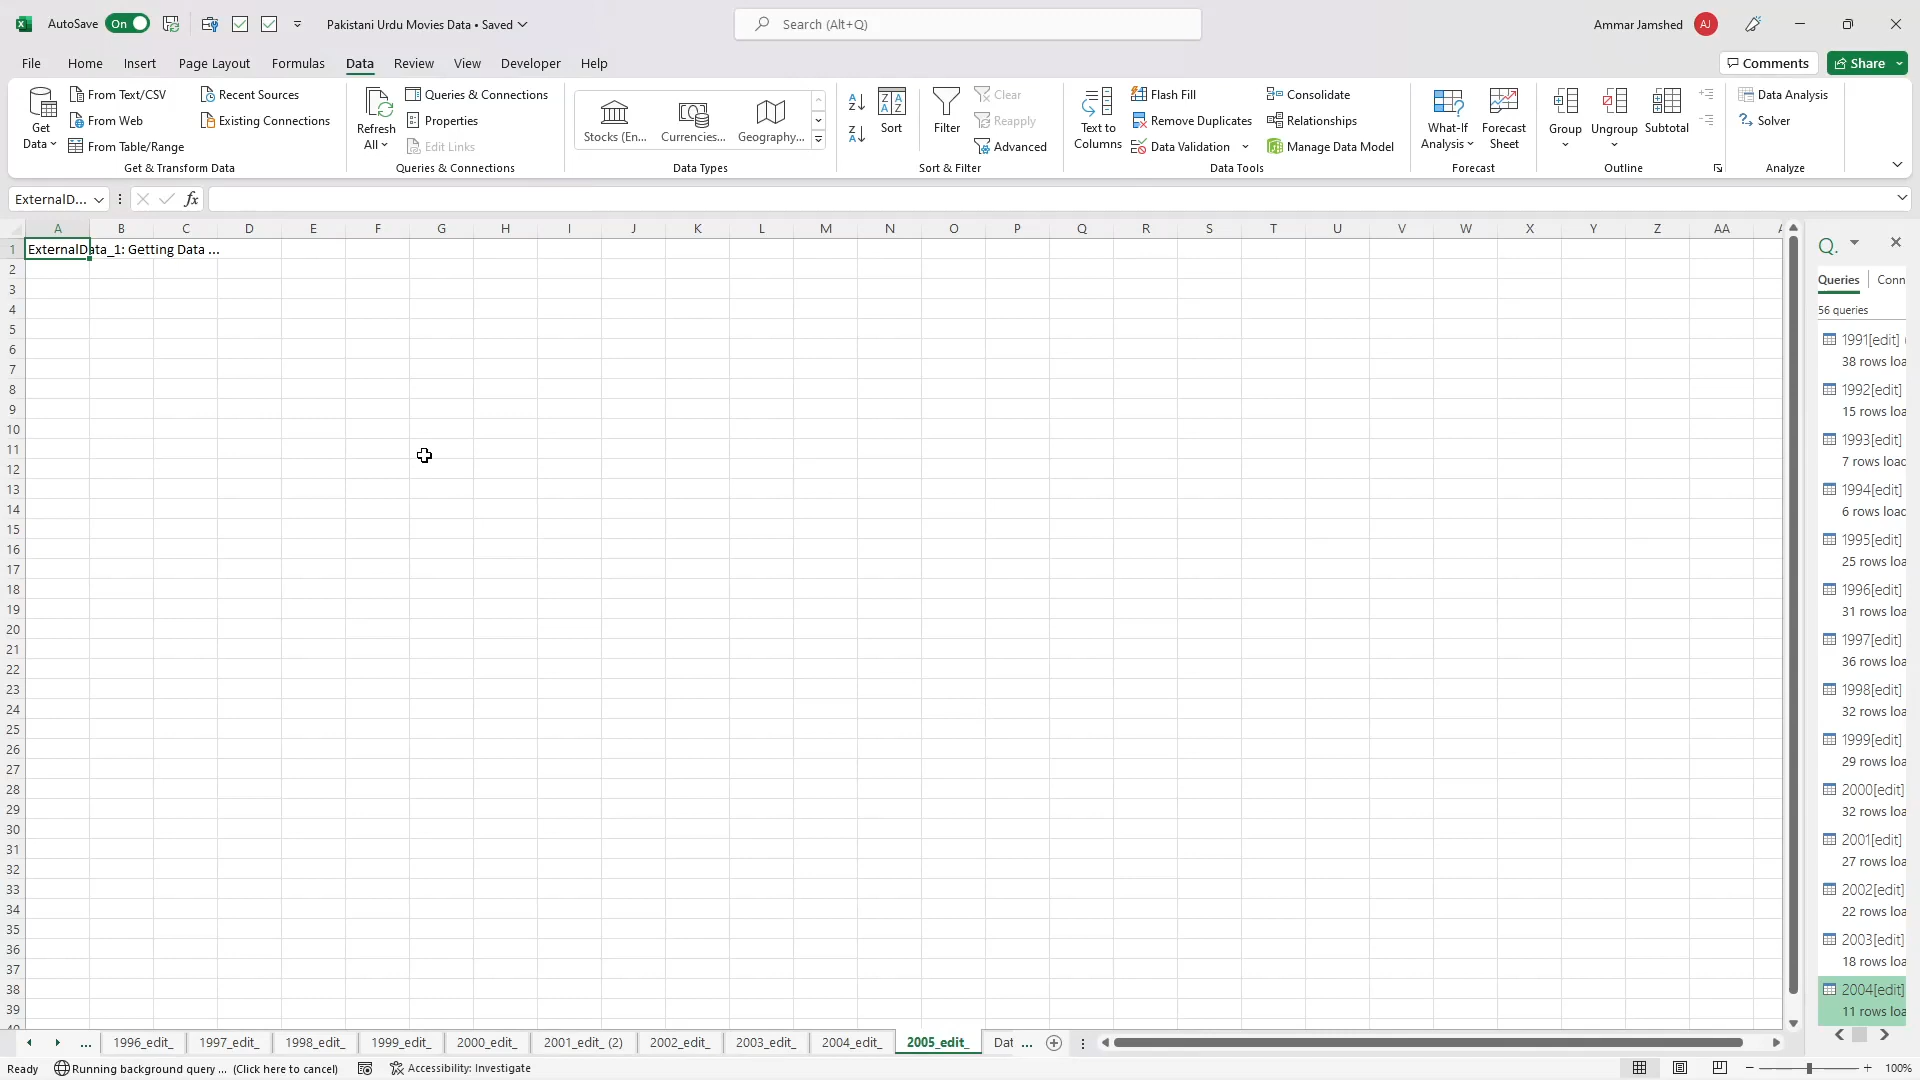 AutoSave On Pakistani Urdu Movies Data • Saved Search (Alt+Q) Ammar Jamshed AJ
File Home Insert Page Layout Formulas Data Review View Developer Help Comments Share
Get Data
From Text/CSV
From Web
From Table/Range
Recent Sources
Existing Connections
Get & Transform Data
Refresh All
Queries & Connections
Properties
Edit Links
Queries & Connections
Stocks (En... Currencies... Geography...
Data Types
Sort
Filter
Clear
Reapply
Advanced
Sort & Filter
Text to Columns
Flash Fill
Remove Duplicates
Data Validation
Consolidate
Relationships
Manage Data Model
Data Tools
What-If Analysis
Forecast Sheet
Forecast
Group
Ungroup
Subtotal
Outline
Data Analysis
Solver
Analyze
ExternalD... fx
A B C D E F G H I J K L M N O P Q R S T U V W X Y Z AA
1 ExternalData_1: Getting Data ...
2
3
4
5
6
7
8
9
10
11
12
13
14
15
16
17
18
19
20
21
22
23
24
25
26
27
28
29
30
31
32
33
34
35
36
37
38
39
Q.
Queries Conn
56 queries
1991[edit]
38 rows loa
1992[edit]
15 rows loa
1993[edit]
7 rows load
1994[edit]
6 rows load
1995[edit]
25 rows loa
1996[edit]
31 rows loa
1997[edit]
36 rows loa
1998[edit]
32 rows loa
1999[edit]
29 rows loa
2000[edit]
32 rows loa
2001[edit]
27 rows loa
2002[edit]
22 rows loa
2003[edit]
18 rows loa
2004[edit]
11 rows loa
... 1996_edit_ 1997_edit_ 1998_edit_ 1999_edit_ 2000_edit_ 2001_edit_ (2) 2002_edit_ 2003_edit_ 2004_edit_ 2005_edit_ Dat ...
Ready Running background query ... (Click here to cancel) Accessibility: Investigate 100%